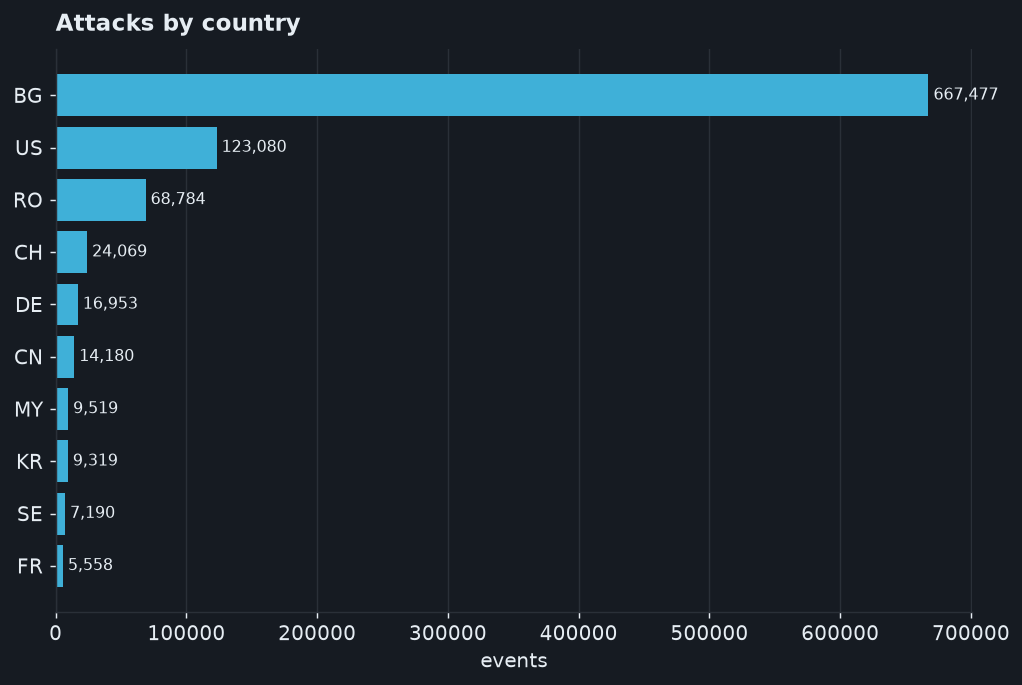 Attacks by country
BG 667,477
US 123,080
RO 68,784
CH 24,069
DE 16,953
CN 14,180
MY 9,519
KR 9,319
SE 7,190
FR 5,558
0 100000 200000 300000 400000 500000 600000 700000
events